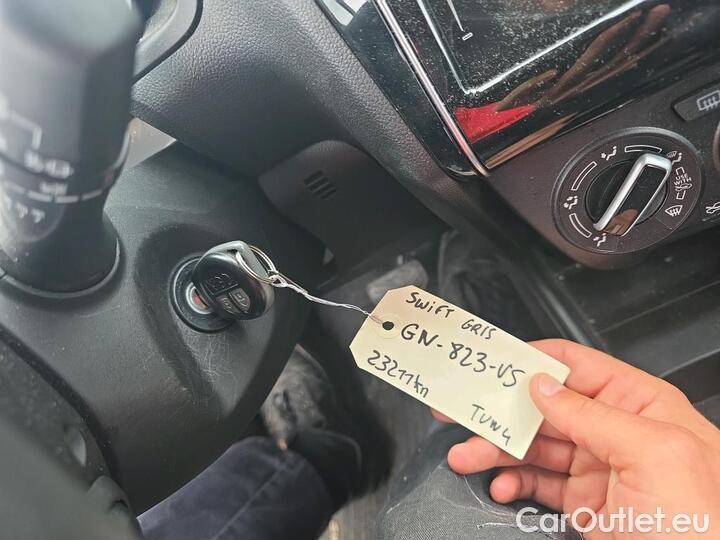 SWIFT GRIS
GN-823-VS
23277km
TUW4
CarOutlet.eu